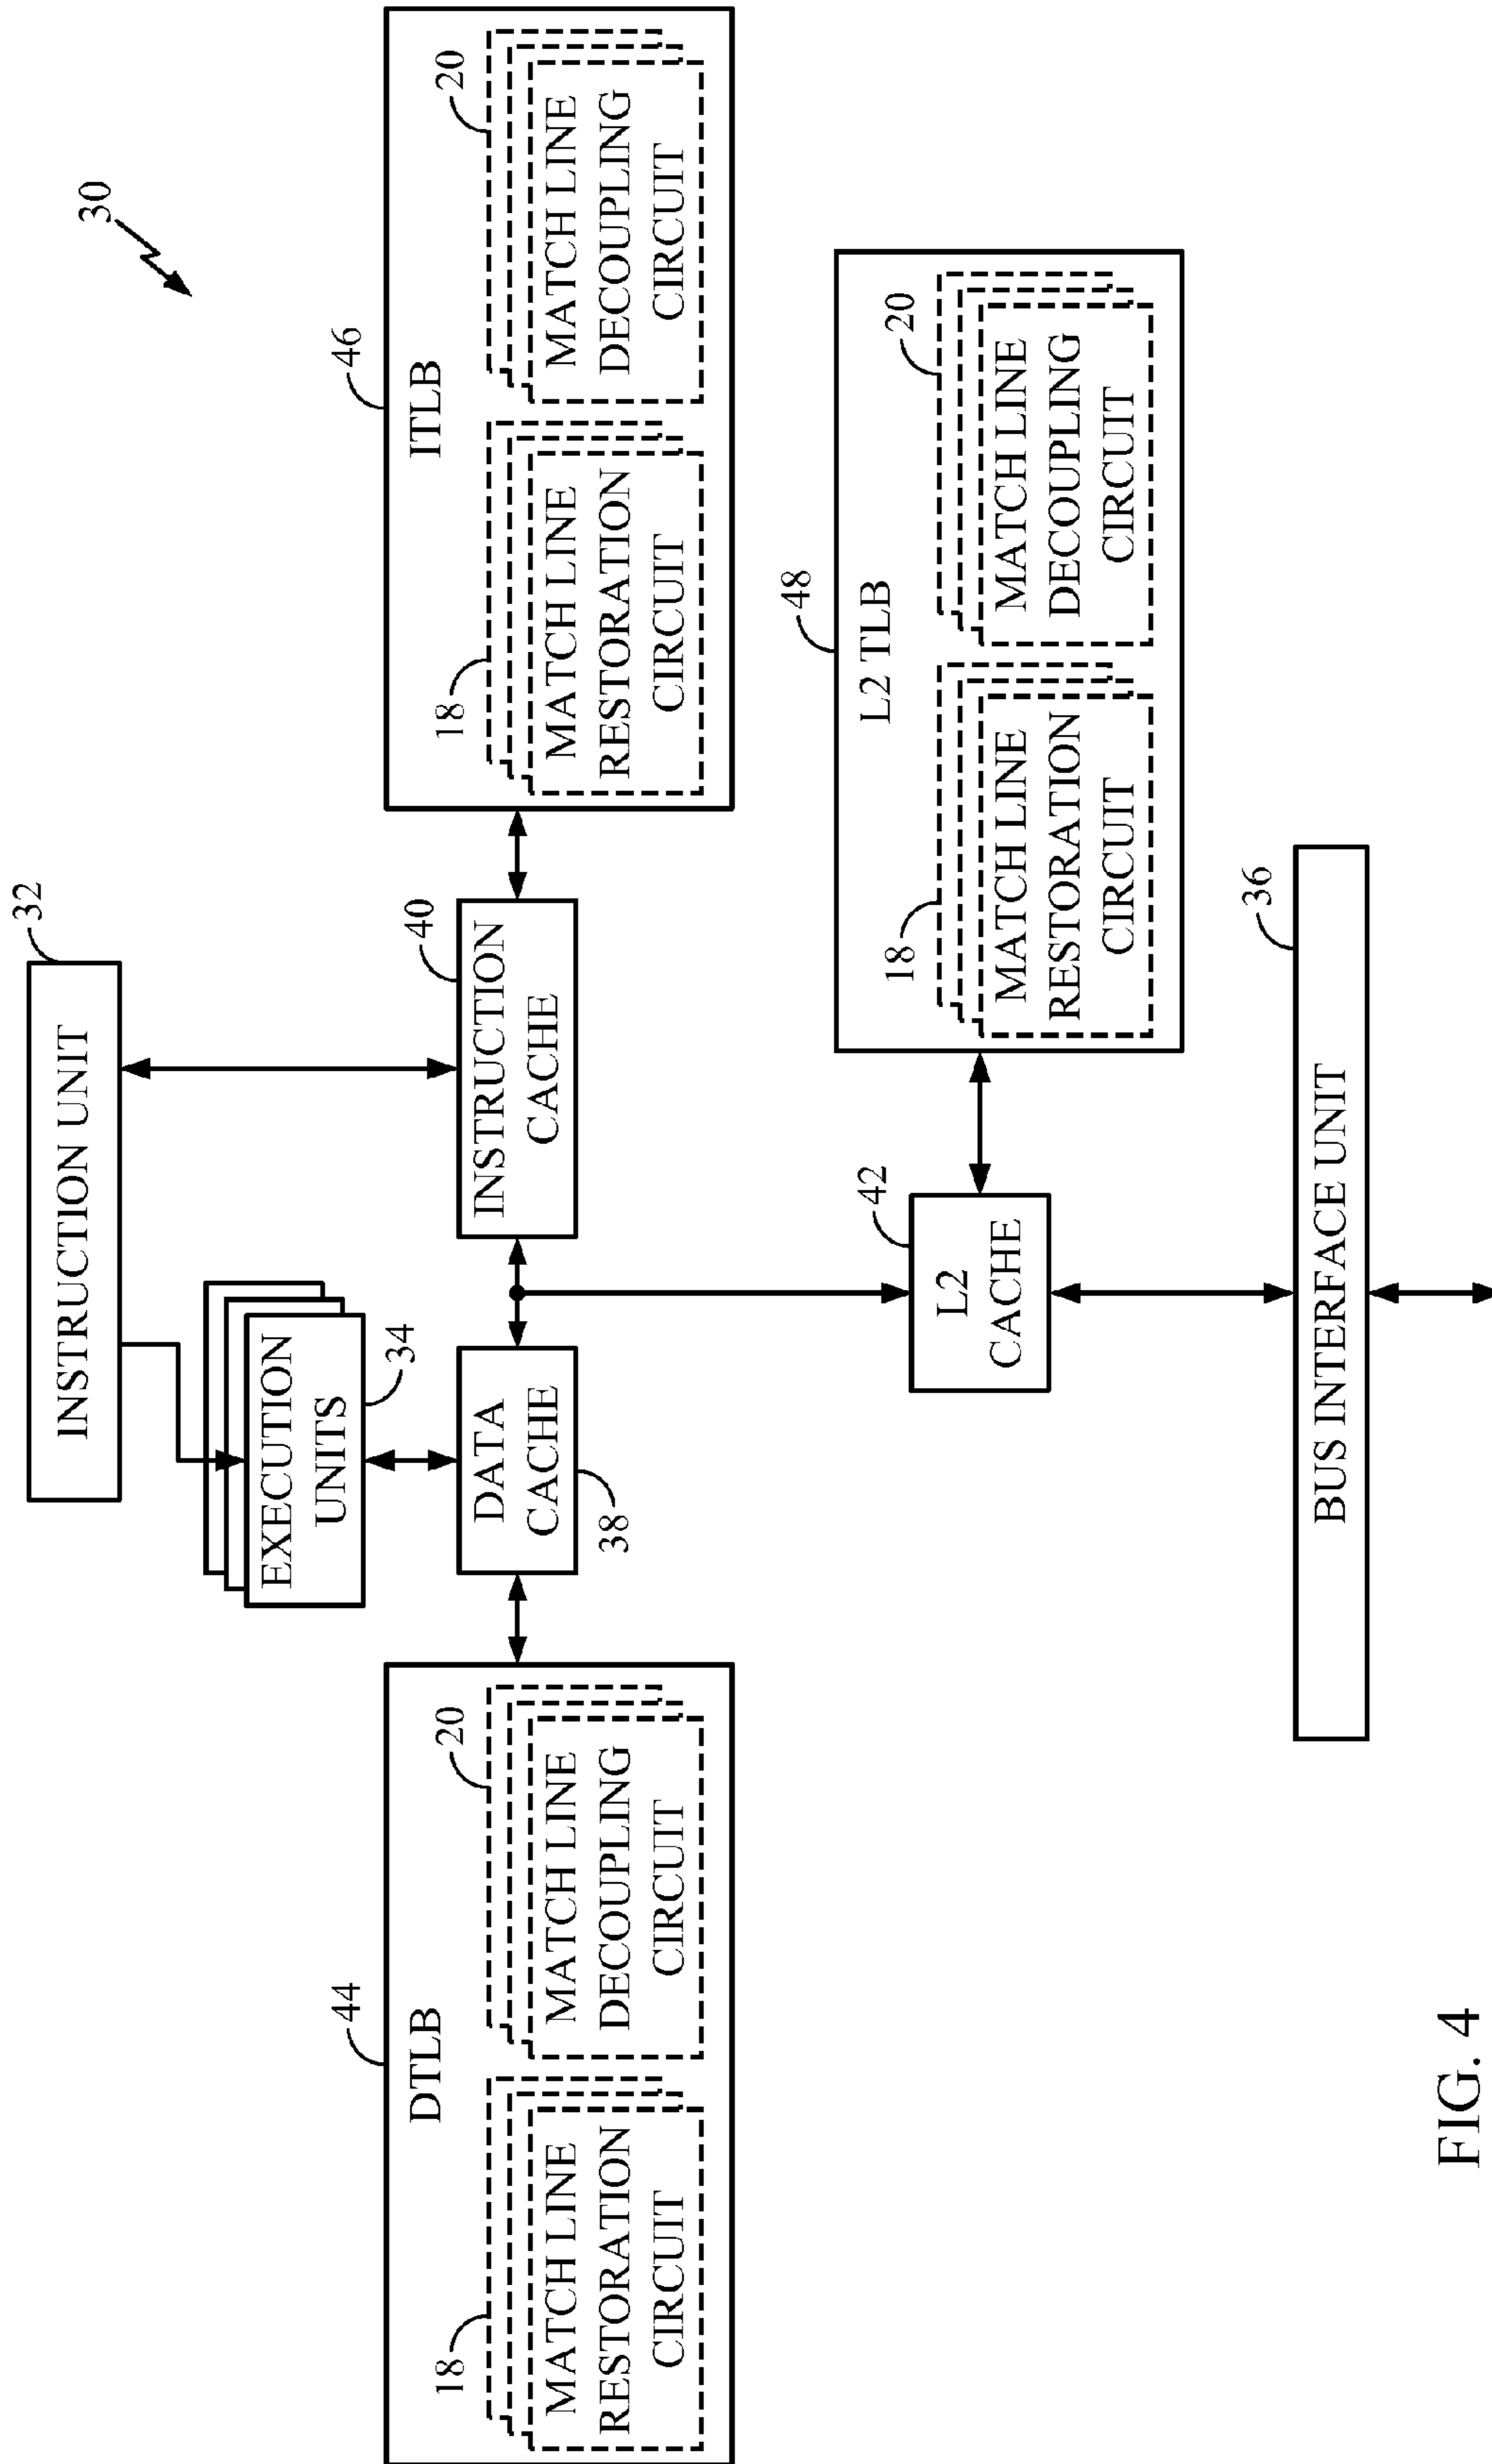 30
32
INSTRUCTION UNIT
EXECUTION
UNITS
34
44
DTLB
18
MATCH LINE
RESTORATION
CIRCUIT
20
MATCH LINE
DECOUPLING
CIRCUIT
DATA
CACHE
38
40
INSTRUCTION
CACHE
46
ITLB
18
MATCH LINE
RESTORATION
CIRCUIT
20
MATCH LINE
DECOUPLING
CIRCUIT
42
L2
CACHE
48
L2 TLB
18
MATCH LINE
RESTORATION
CIRCUIT
20
MATCH LINE
DECOUPLING
CIRCUIT
36
BUS INTERFACE UNIT
FIG. 4